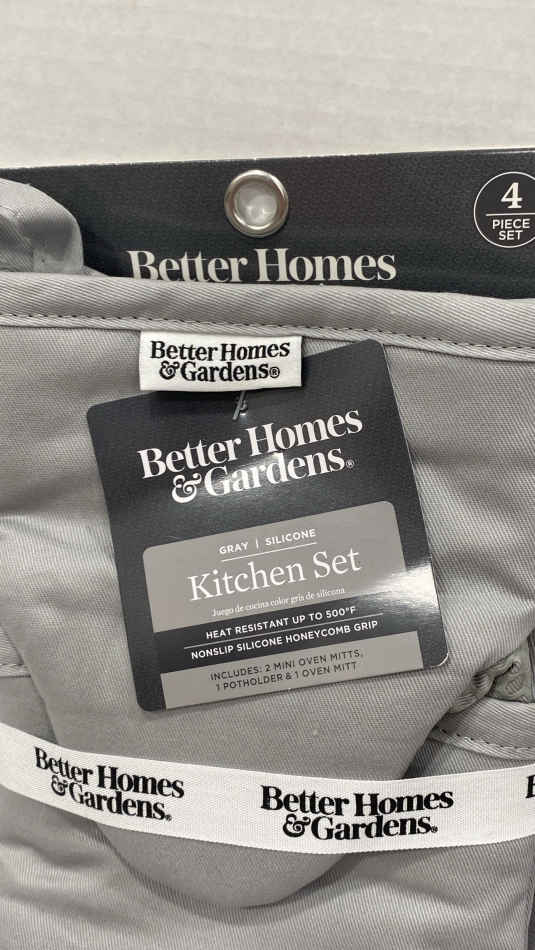 4
PIECE
SET
Better Homes
Better Homes
&Gardens®
Better Homes
&Gardens®
GRAY | SILICONE
Kitchen Set
Juego de cocina color gris de silicona
HEAT RESISTANT UP TO 500°F
NONSLIP SILICONE HONEYCOMB GRIP
INCLUDES: 2 MINI OVEN MITTS,
1 POTHOLDER & 1 OVEN MITT
Better Homes
&Gardens®
Better Homes
&Gardens®